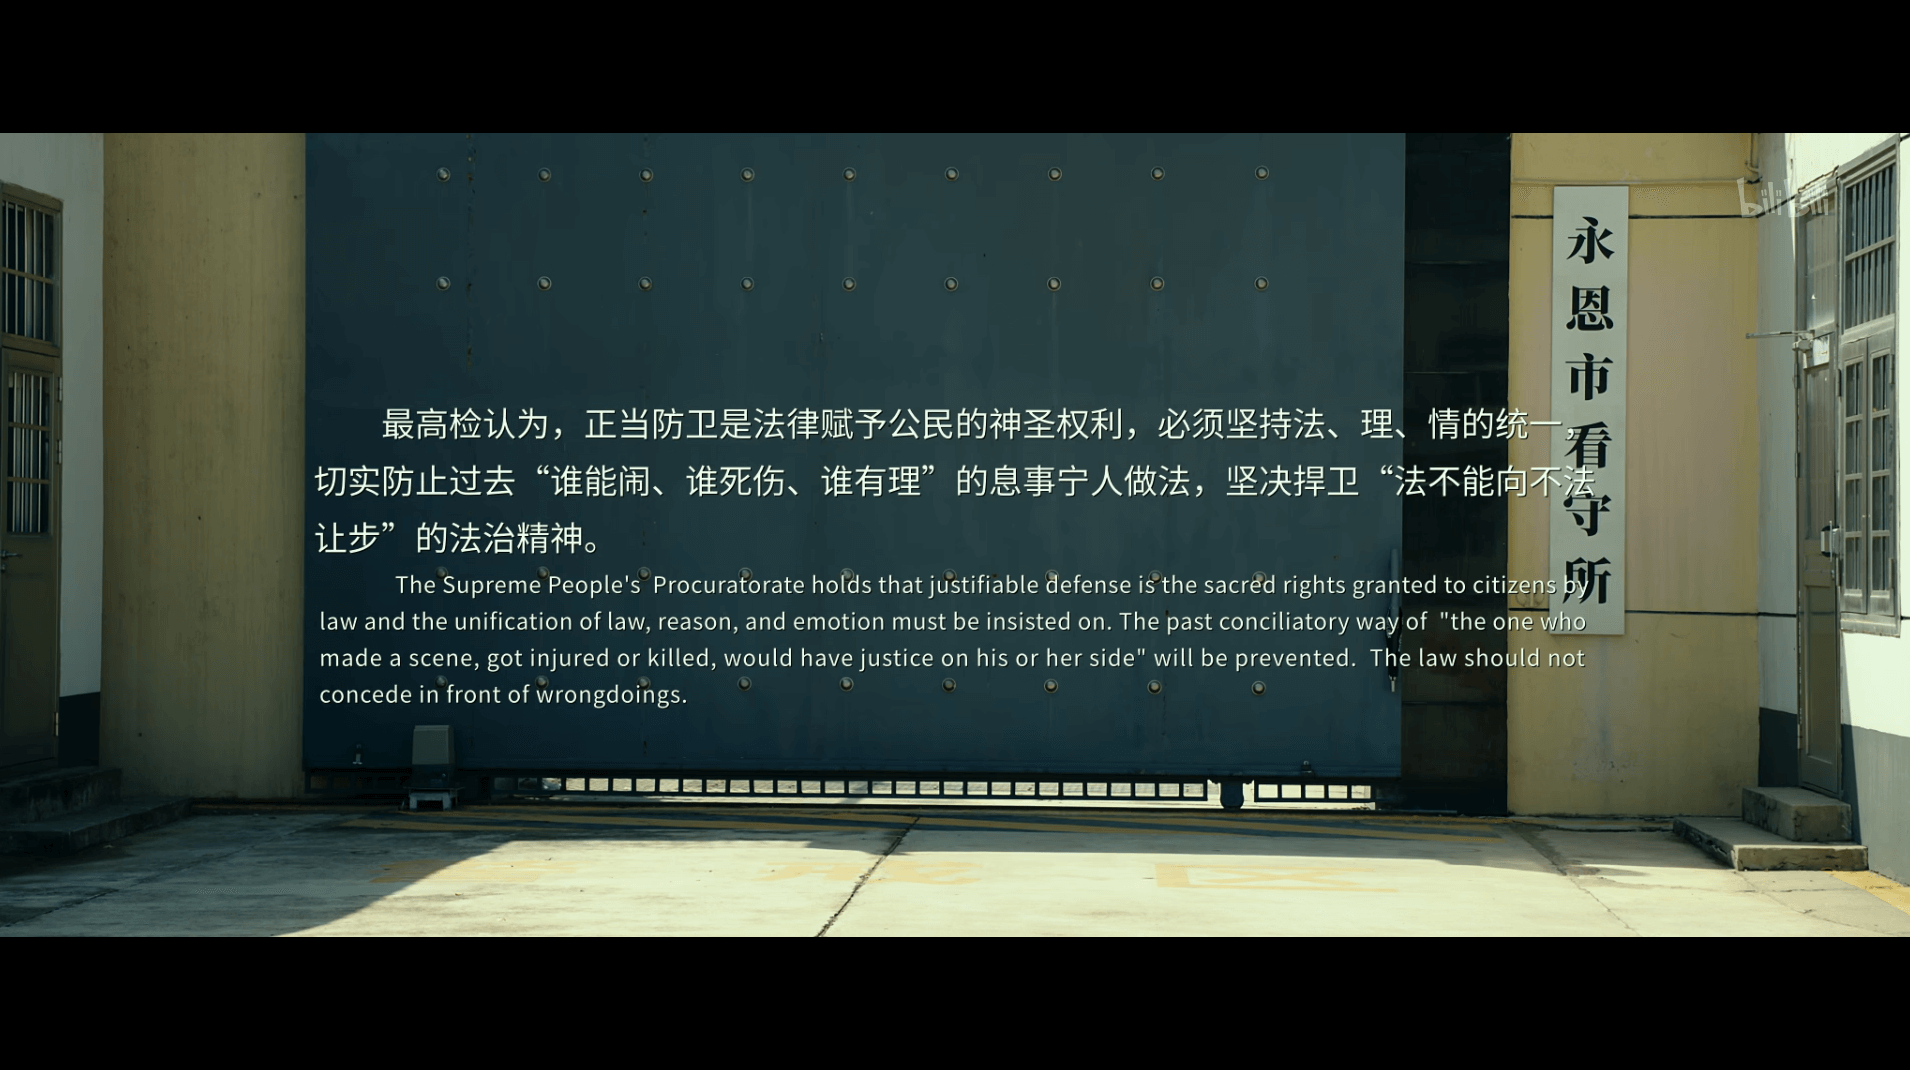 最高检认为，正当防卫是法律赋予公民的神圣权利，必须坚持法、理、情的统一，
切实防止过去“谁能闹、谁死伤、谁有理”的息事宁人做法，坚决捍卫“法不能向不法
让步”的法治精神。
The Supreme People's  Procuratorate holds that justifiable defense is the sacred rights granted to citizens by
law and the unification of law, reason, and emotion must be insisted on. The past conciliatory way of  "the one who
made a scene, got injured or killed, would have justice on his or her side" will be prevented.  The law should not
concede in front of wrongdoings.
永恩市看守所
bilibili